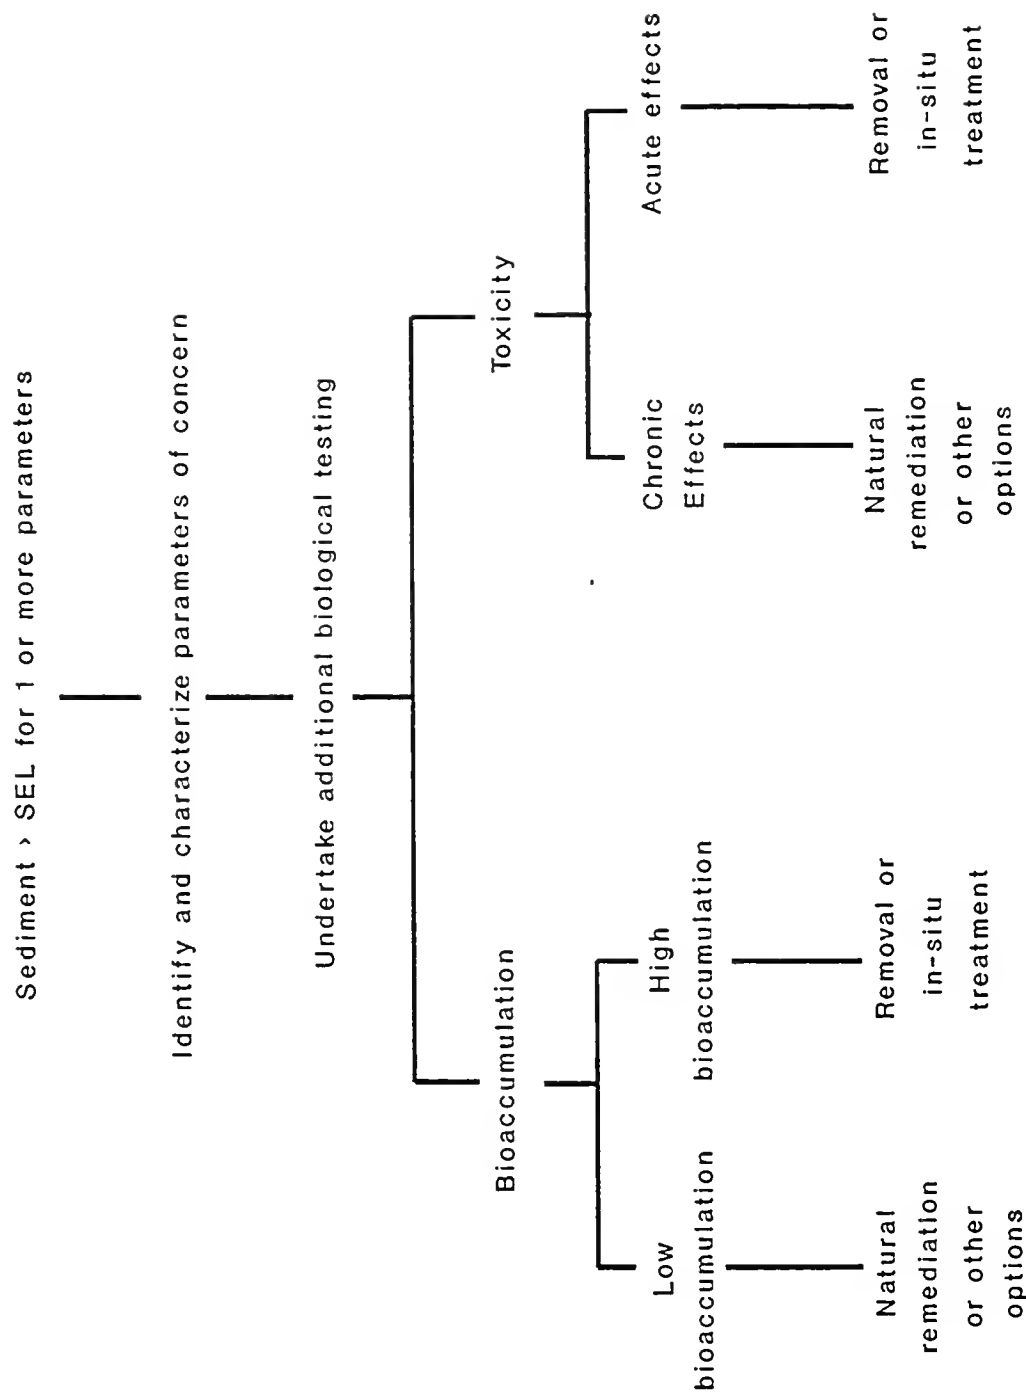 Sediment > SEL for 1 or more parameters
Identify and characterize parameters of concern
Undertake additional biological testing
Bioaccumulation
Toxicity
Low
bioaccumulation
High
bioaccumulation
Chronic
Effects
Acute effects
Natural
remediation
or other
options
Removal or
in-situ
treatment
Natural
remediation
or other
options
Removal or
in-situ
treatment